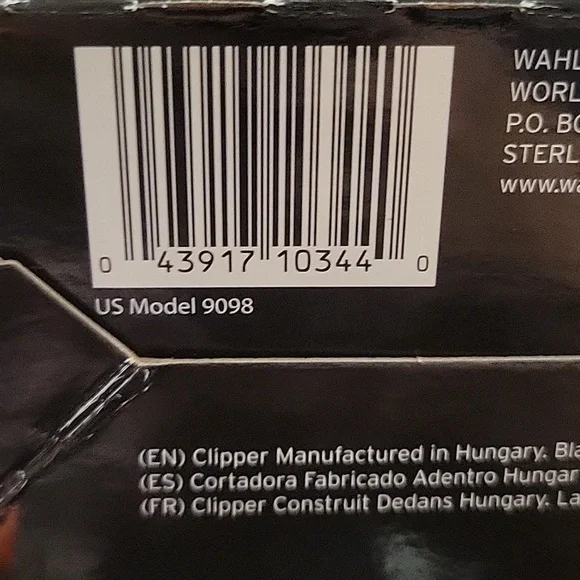 WAHL
WORL
P.O. BO
STERL
www.wa
0 43917 10344 0
US Model 9098
(EN) Clipper Manufactured in Hungary. Bla
(ES) Cortadora Fabricado Adentro Hungar
(FR) Clipper Construit Dedans Hungary. La